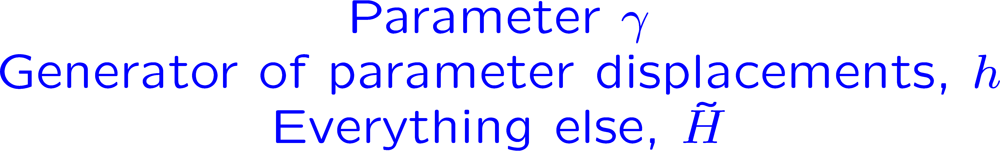 Parameter γ
Generator of parameter displacements, h
Everything else, H̃